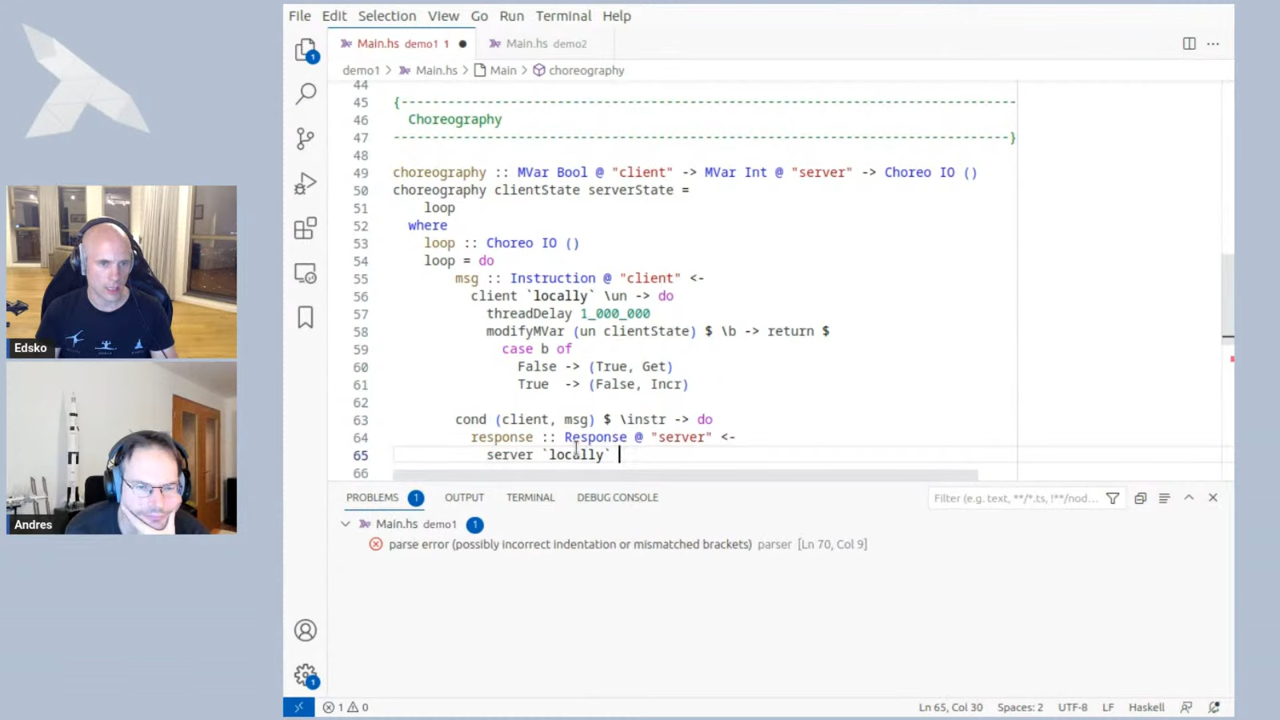 File Edit Selection View Go Run Terminal Help
Main.hs demo1 1 ● Main.hs demo2
demo1 > Main.hs > Main > choreography
44
45 {--------------------------------------------------------------------------------
46 Choreography
47 --------------------------------------------------------------------------------}
48
49 choreography :: MVar Bool @ "client" -> MVar Int @ "server" -> Choreo IO ()
50 choreography clientState serverState =
51 loop
52 where
53 loop :: Choreo IO ()
54 loop = do
55 msg :: Instruction @ "client" <-
56 client `locally` \un -> do
57 threadDelay 1_000_000
58 modifyMVar (un clientState) $ \b -> return $
59 case b of
60 False -> (True, Get)
61 True -> (False, Incr)
62
63 cond (client, msg) $ \instr -> do
64 response :: Response @ "server" <-
65 server `locally`
66
Edsko
Andres
PROBLEMS 1 OUTPUT TERMINAL DEBUG CONSOLE Filter (e.g. text, **/*.ts, !**/nod...
Main.hs demo1 1
parse error (possibly incorrect indentation or mismatched brackets) parser [Ln 70, Col 9]
1 0 Ln 65, Col 30 Spaces: 2 UTF-8 LF Haskell